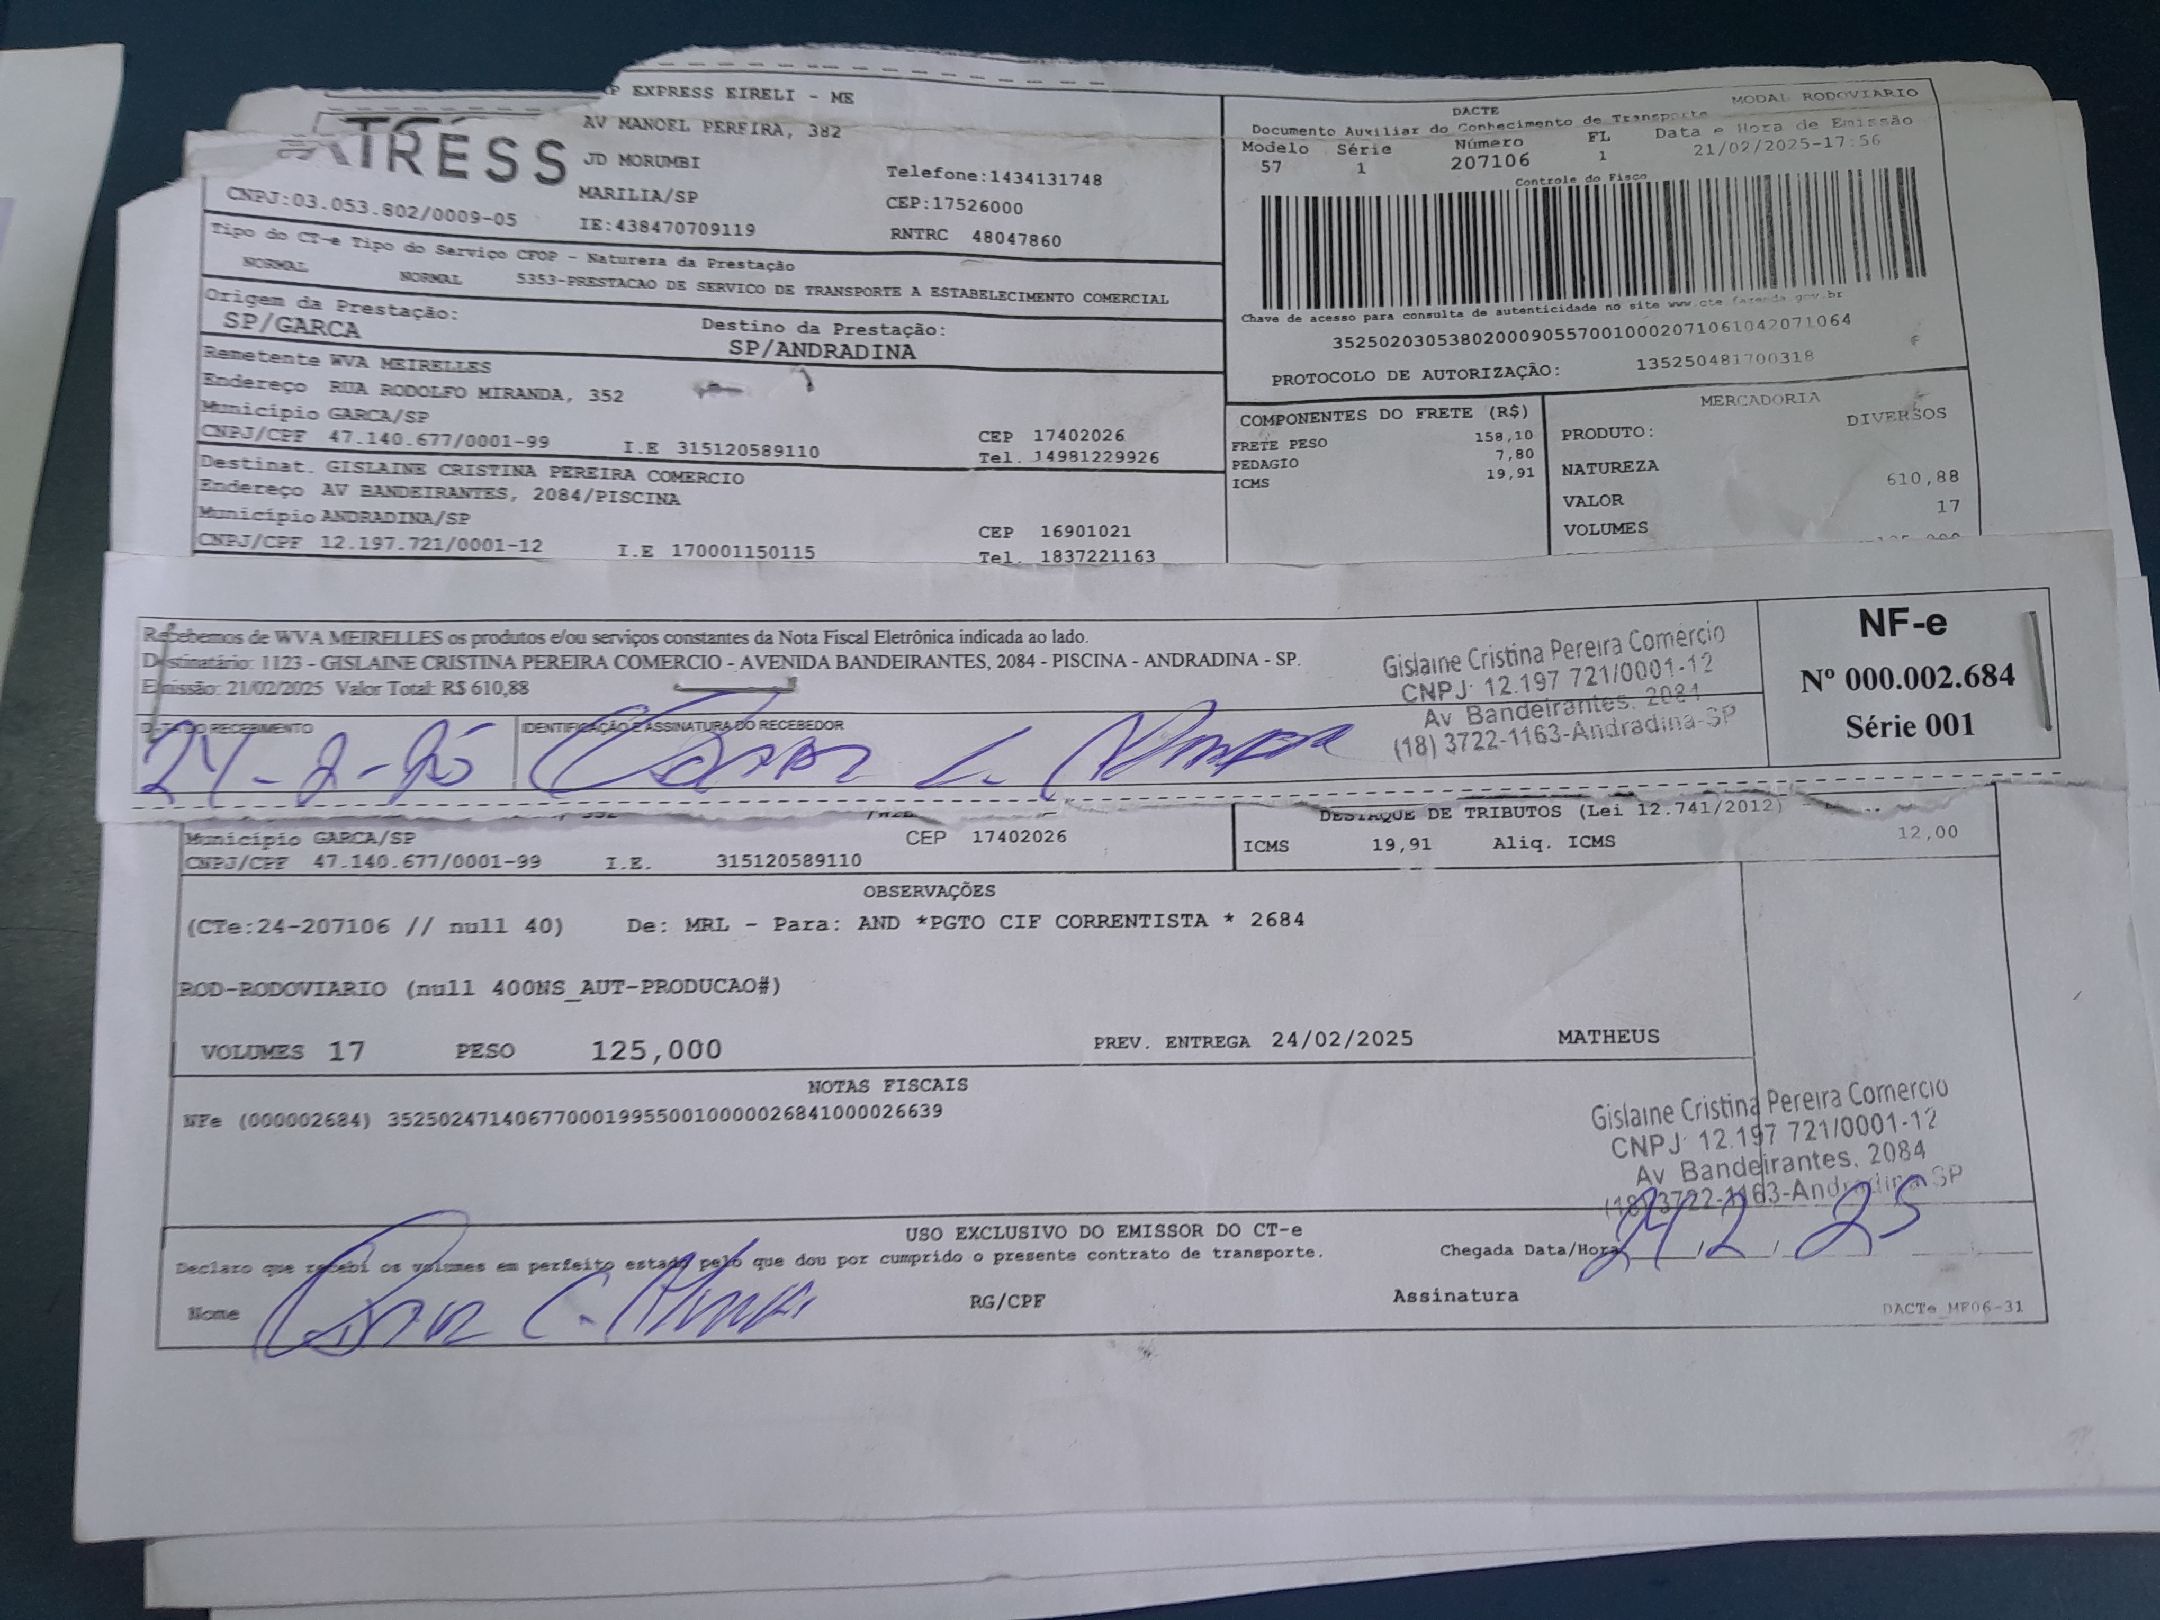 EXPRESS EIRELI - ME
AV MANOEL PEREIRA, 382
JD MORUMBI
Telefone:1434131748
MARILIA/SP
CEP:17526000
CNPJ:03.053.802/0009-05
IE:438470709119
RNTRC 48047860
DACTE
MODAL RODOVIARIO
Documento Auxiliar do Conhecimento de Transporte
Modelo Série Número FL Data e Hora de Emissão
57 1 207106 1 21/02/2025-17:56
Controle do Fisco
Chave de acesso para consulta de autenticidade no site www.cte.fazenda.gov.br
35250203053802000905570010002071061042071064
PROTOCOLO DE AUTORIZAÇÃO: 135250481700318
Tipo do CT-e Tipo do Serviço CFOP - Natureza da Prestação
NORMAL NORMAL 5353-PRESTACAO DE SERVICO DE TRANSPORTE A ESTABELECIMENTO COMERCIAL
Origem da Prestação: Destino da Prestação:
SP/GARCA SP/ANDRADINA
Remetente WVA MEIRELLES
Endereço RUA RODOLFO MIRANDA, 352
Município GARCA/SP CEP 17402026
CNPJ/CPF 47.140.677/0001-99 I.E 315120589110 Tel. 14981229926
Destinat. GISLAINE CRISTINA PEREIRA COMERCIO
Endereço AV BANDEIRANTES, 2084/PISCINA
Município ANDRADINA/SP CEP 16901021
CNPJ/CPF 12.197.721/0001-12 I.E 170001150115 Tel. 1837221163
COMPONENTES DO FRETE (R$)
FRETE PESO 158,10
PEDAGIO 7,80
ICMS 19,91
MERCADORIA
PRODUTO: DIVERSOS
NATUREZA
VALOR 610,88
VOLUMES 17
Recebemos de WVA MEIRELLES os produtos e/ou serviços constantes da Nota Fiscal Eletrônica indicada ao lado.
Destinatário: 1123 - GISLAINE CRISTINA PEREIRA COMERCIO - AVENIDA BANDEIRANTES, 2084 - PISCINA - ANDRADINA - SP.
Emissão: 21/02/2025 Valor Total: R$ 610,88
DATA DO RECEBIMENTO IDENTIFICAÇÃO E ASSINATURA DO RECEBEDOR
24-2-25
Gislaine Cristina Pereira Comércio
CNPJ: 12.197 721/0001-12
Av Bandeirantes, 2084
(18) 3722-1163-Andradina-SP
NF-e
Nº 000.002.684
Série 001
Município GARCA/SP CEP 17402026
CNPJ/CPF 47.140.677/0001-99 I.E. 315120589110
DESTAQUE DE TRIBUTOS (Lei 12.741/2012)
ICMS 19,91 Aliq. ICMS 12,00
OBSERVAÇÕES
(CTe:24-207106 // null 40) De: MRL - Para: AND *PGTO CIF CORRENTISTA * 2684
ROD-RODOVIARIO (null 400NS_AUT-PRODUCAO#)
VOLUMES 17 PESO 125,000 PREV. ENTREGA 24/02/2025 MATHEUS
NOTAS FISCAIS
NFe (000002684) 35250247140677000199550010000026841000026639
Gislaine Cristina Pereira Comercio
CNPJ: 12.197 721/0001-12
Av Bandeirantes, 2084
(18) 3722-1163-Andradina-SP
USO EXCLUSIVO DO EMISSOR DO CT-e
Declaro que recebi os volumes em perfeito estado pelo que dou por cumprido o presente contrato de transporte.
Chegada Data/Hora 24/2/25
Nome RG/CPF Assinatura
DACTe_MF06-31